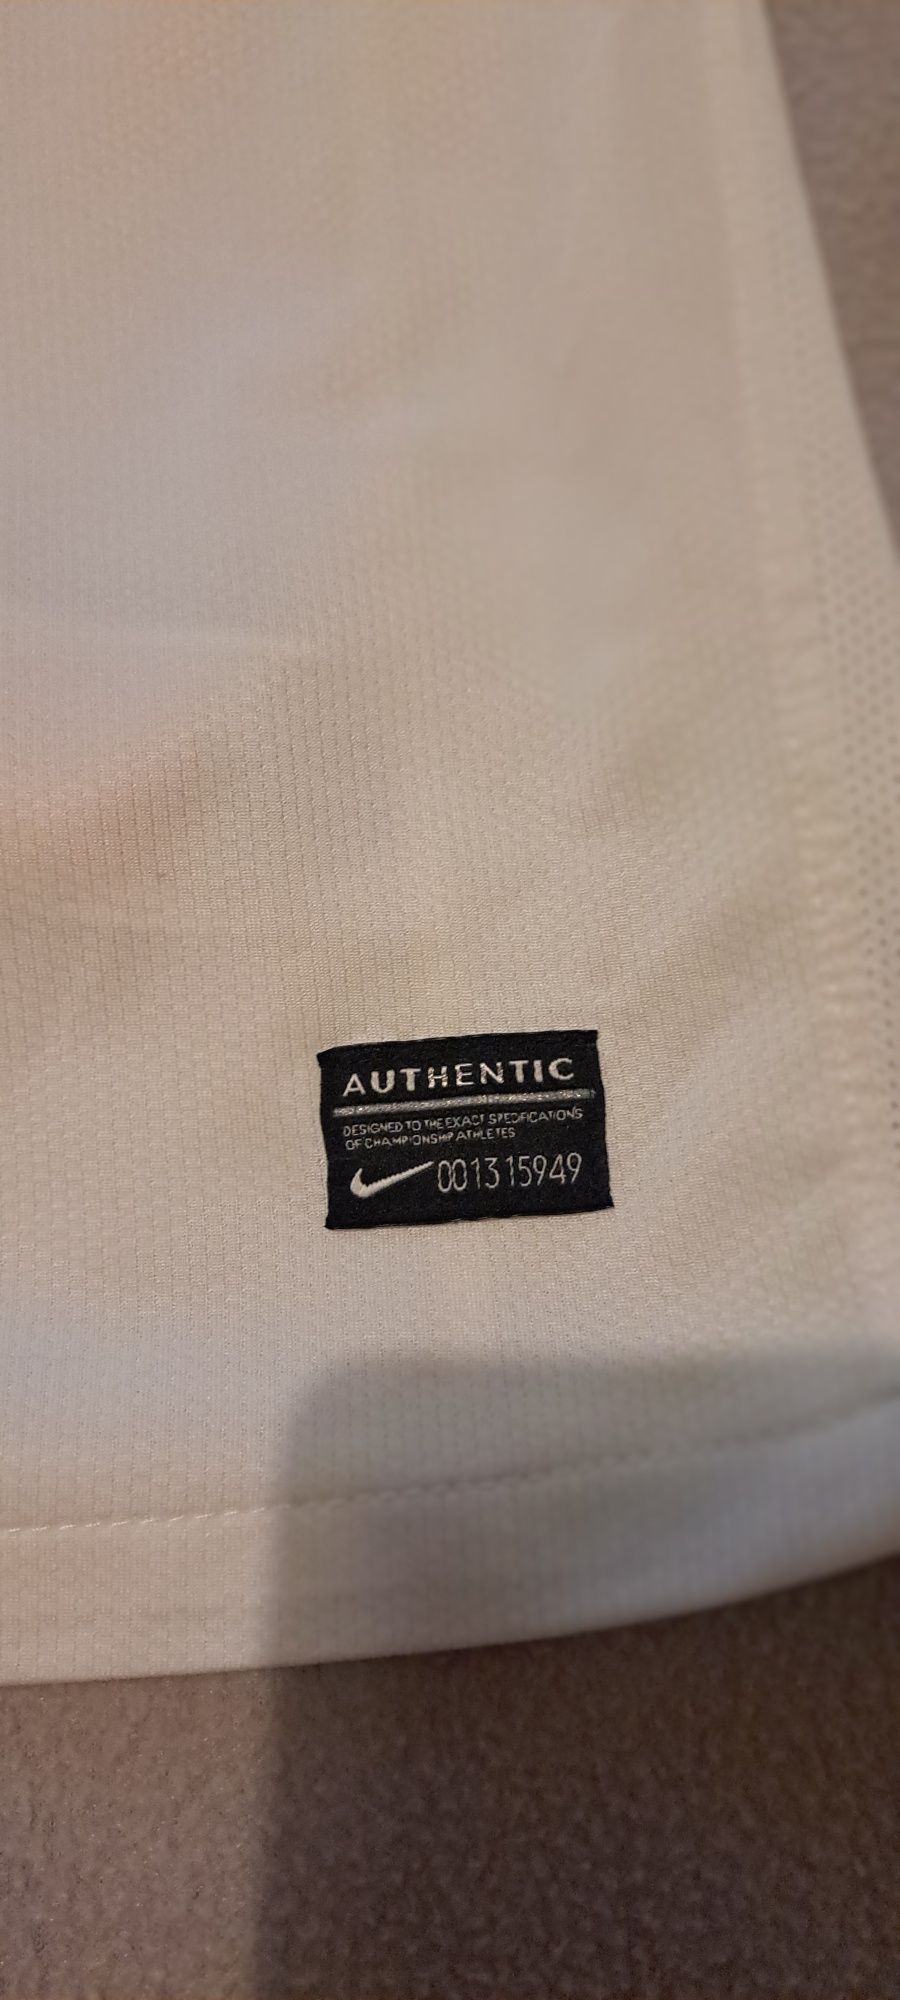 AUTHENTIC
DESIGNED TO THE EXACT SPECIFICATIONS
OF CHAMPIONSHIP ATHLETES
001315949